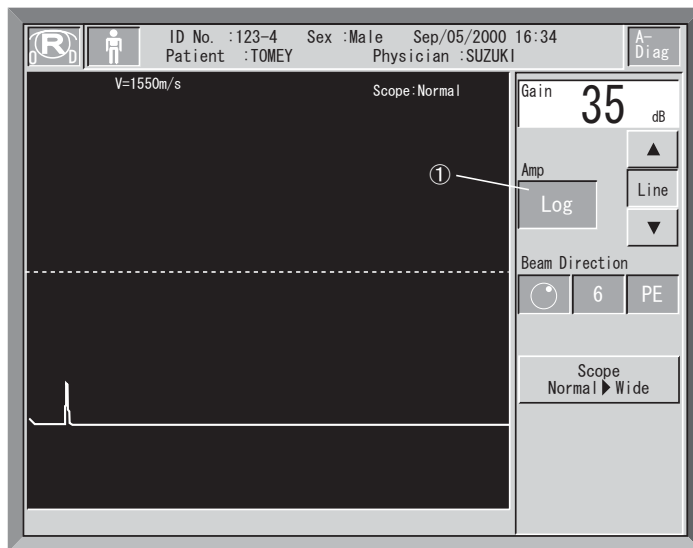 R
O D
ID No. :123-4 Sex :Male Sep/05/2000 16:34
Patient :TOMEY Physician :SUZUKI
A-
Diag
V=1550m/s
Scope:Normal
Gain 35 dB
①
▲
Amp
Log
Line
▼
Beam Direction
6 PE
Scope
Normal▶Wide